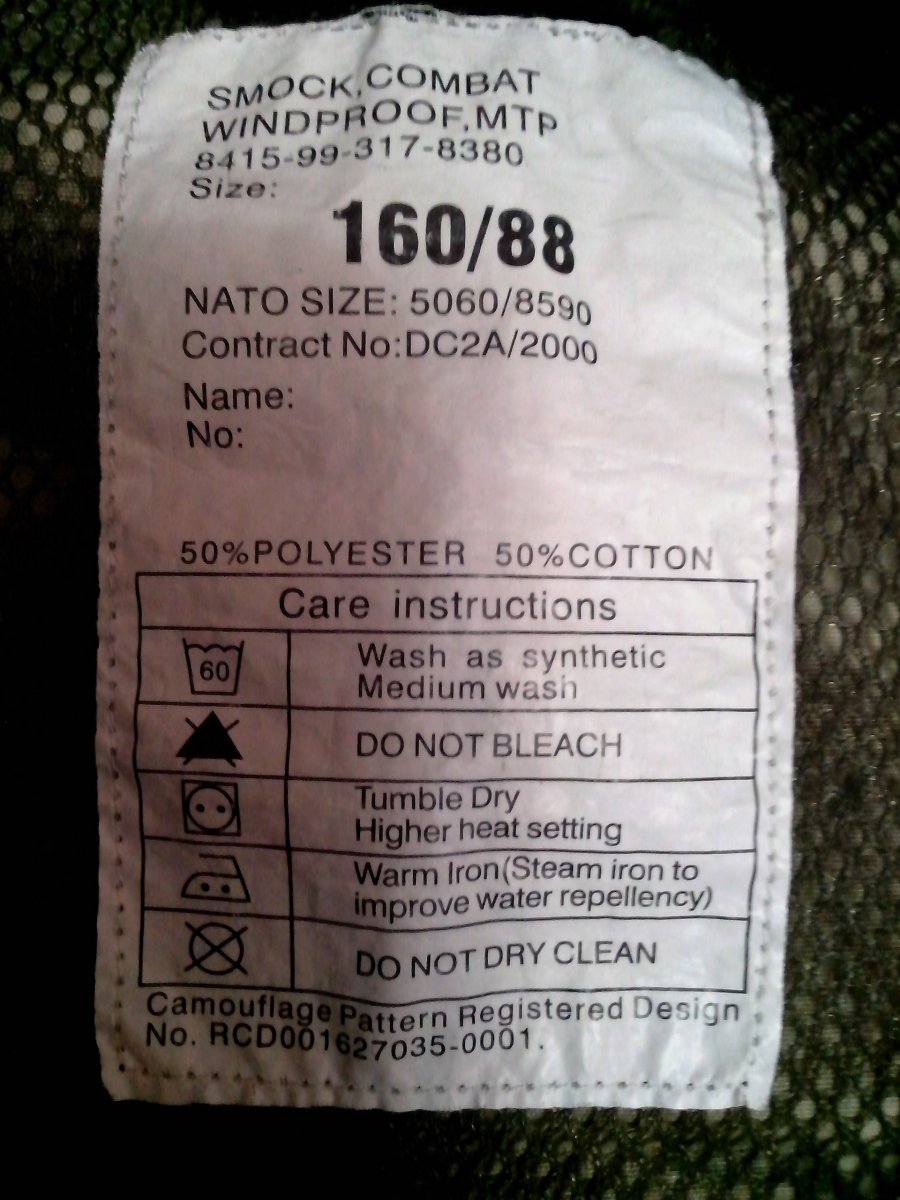 SMOCK,COMBAT
WINDPROOF,MTP
8415-99-317-8380
Size:
160/88
NATO SIZE: 5060/8590
Contract No:DC2A/2000
Name:
No:
50%POLYESTER 50%COTTON
Care instructions
60
Wash as synthetic
Medium wash
DO NOT BLEACH
Tumble Dry
Higher heat setting
Warm Iron(Steam iron to
improve water repellency)
DO NOT DRY CLEAN
Camouflage Pattern Registered Design
No. RCD001627035-0001.